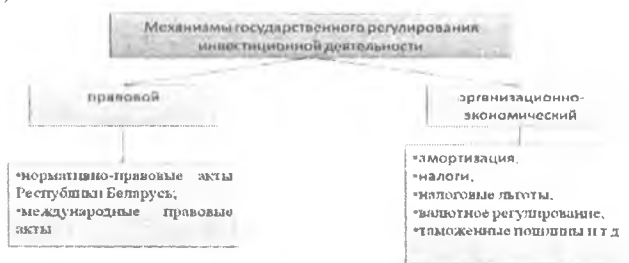 Механизмы государственного регулирования
инвестиционной деятельности
правовой
организационно-
экономический
•нормативно-правовые акты
Республики Беларусь;
•международные правовые
акты
•амортизация,
•налоги,
•налоговые льготы,
•валютное регулирование,
•таможенные пошлины и т д